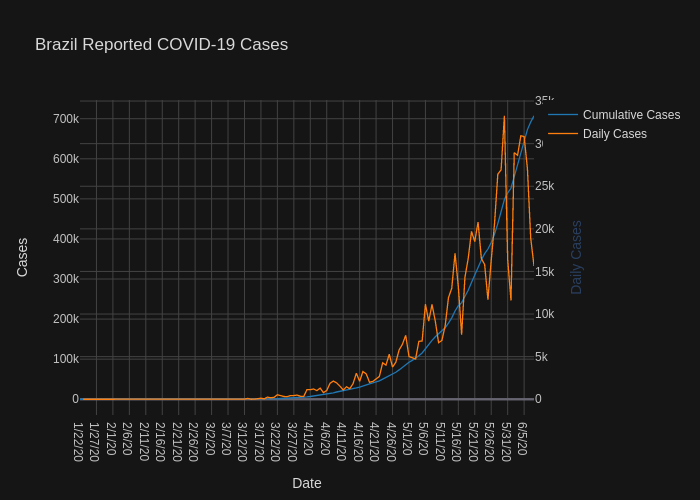 Brazil Reported COVID-19 Cases
Cumulative Cases
Daily Cases
Cases
700k
600k
500k
400k
300k
200k
100k
0
35k
25k
20k
15k
10k
5k
0
Daily Cases
1/22/20
1/27/20
2/1/20
2/6/20
2/11/20
2/16/20
2/21/20
2/26/20
3/2/20
3/7/20
3/12/20
3/17/20
3/22/20
3/27/20
4/1/20
4/6/20
4/11/20
4/16/20
4/21/20
4/26/20
5/1/20
5/6/20
5/11/20
5/16/20
5/21/20
5/26/20
5/31/20
6/5/20
Date